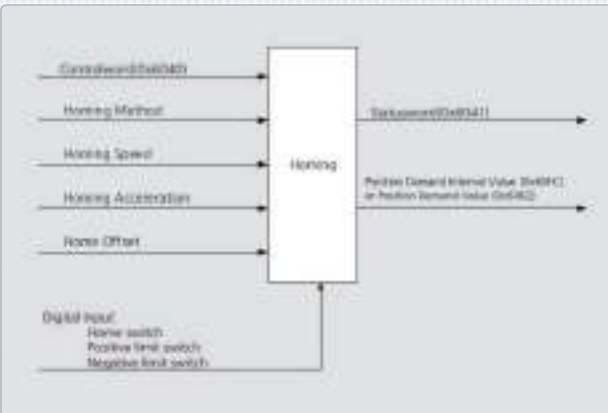 Controlword(0x6040)
Homing Method
Homing Speed
Homing Acceleration
Home Offset
Homing
Statusword(0x6041)
Position Demand Internal Value (0x60FC)
or Position Demand Value (0x6062)
Digital Input
Home switch
Positive limit switch
Negative limit switch